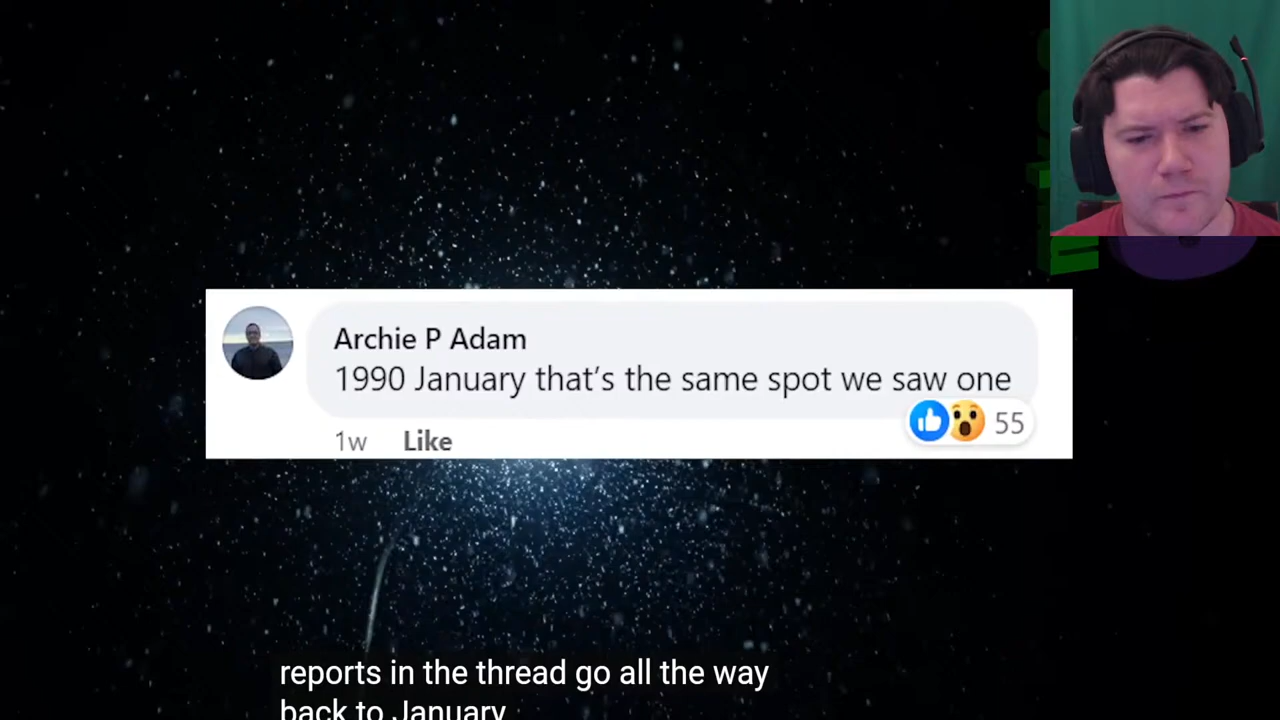 Archie P Adam
1990 January that's the same spot we saw one
55
1w Like
reports in the thread go all the way
back to January